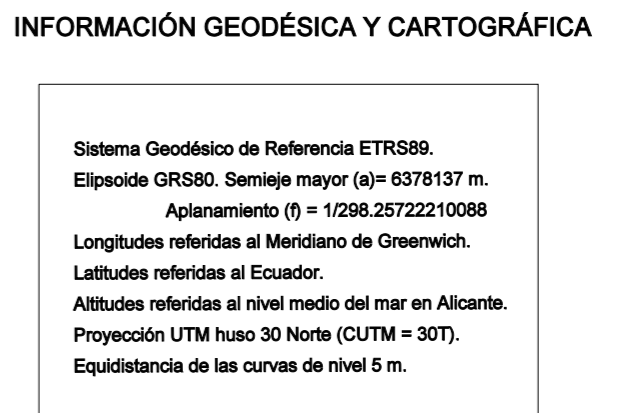 INFORMACIÓN GEODÉSICA Y CARTOGRÁFICA
Sistema Geodésico de Referencia ETRS89.
Elipsoide GRS80. Semieje mayor (a)= 6378137 m.
Aplanamiento (f) = 1/298.25722210088
Longitudes referidas al Meridiano de Greenwich.
Latitudes referidas al Ecuador.
Altitudes referidas al nivel medio del mar en Alicante.
Proyección UTM huso 30 Norte (CUTM = 30T).
Equidistancia de las curvas de nivel 5 m.